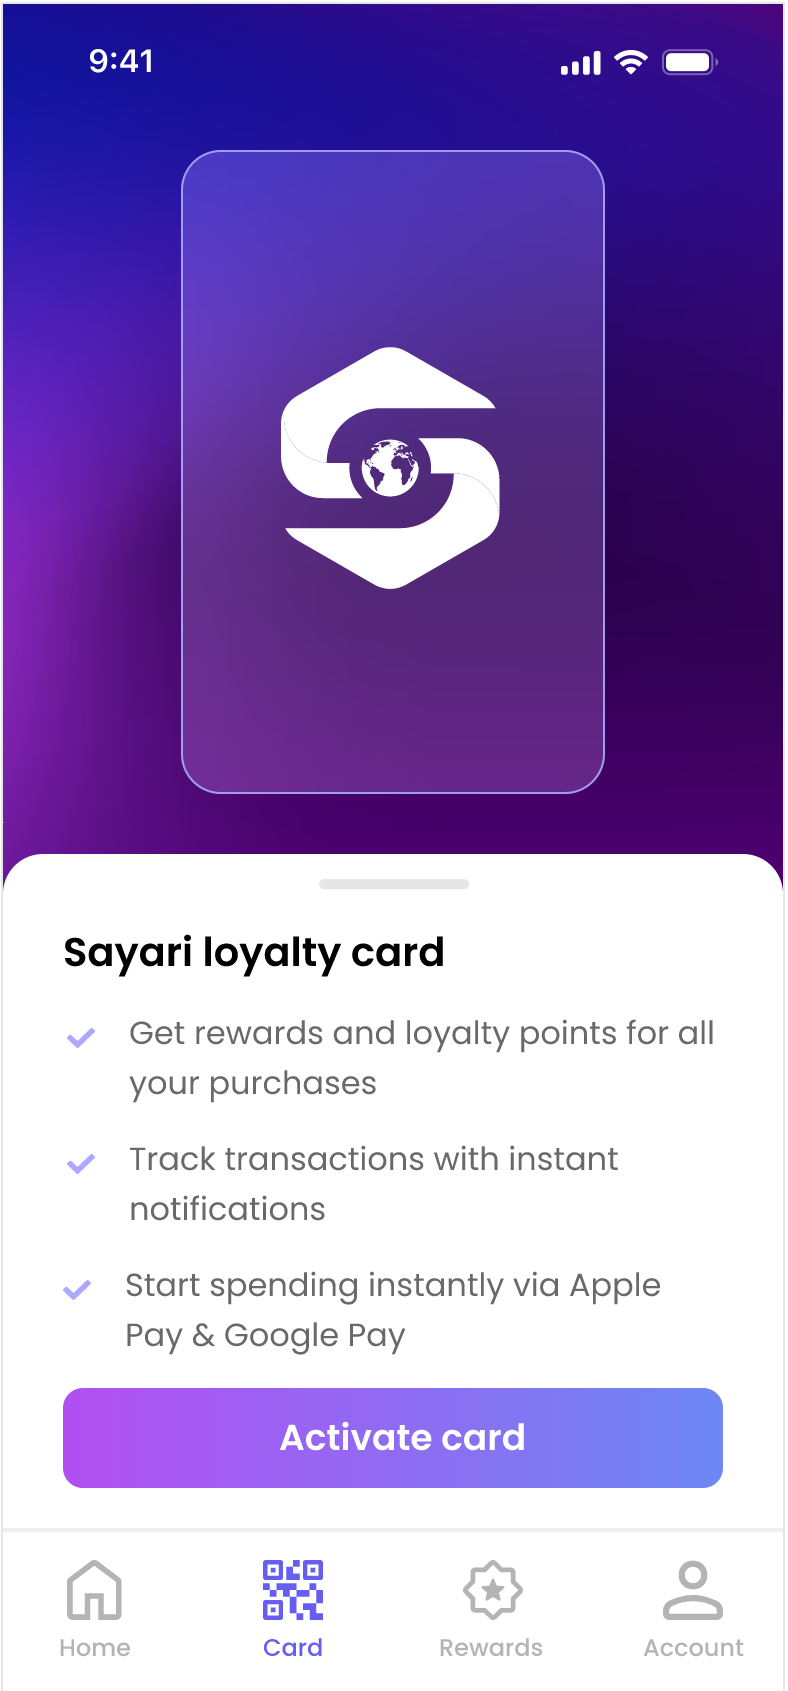 9:41
Sayari loyalty card
Get rewards and loyalty points for all
your purchases
Track transactions with instant
notifications
Start spending instantly via Apple
Pay & Google Pay
Activate card
Home
Card
Rewards
Account